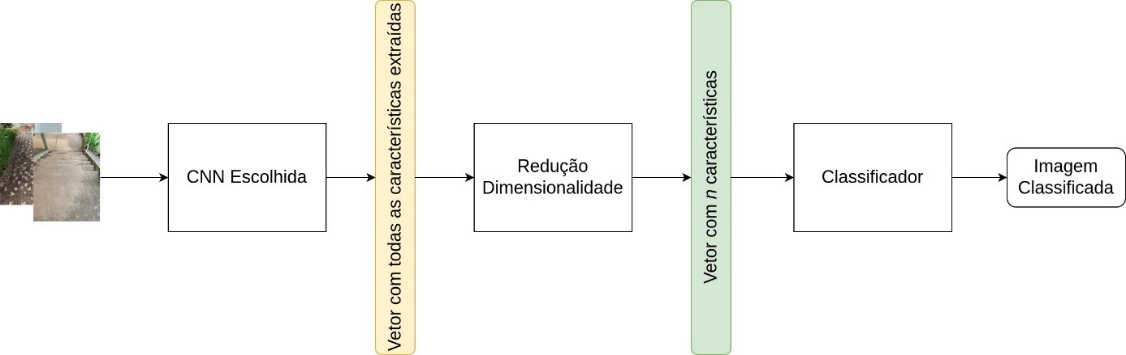 CNN Escolhida
Vetor com todas as características extraídas
Redução
Dimensionalidade
Vetor com n características
Classificador
Imagem
Classificada